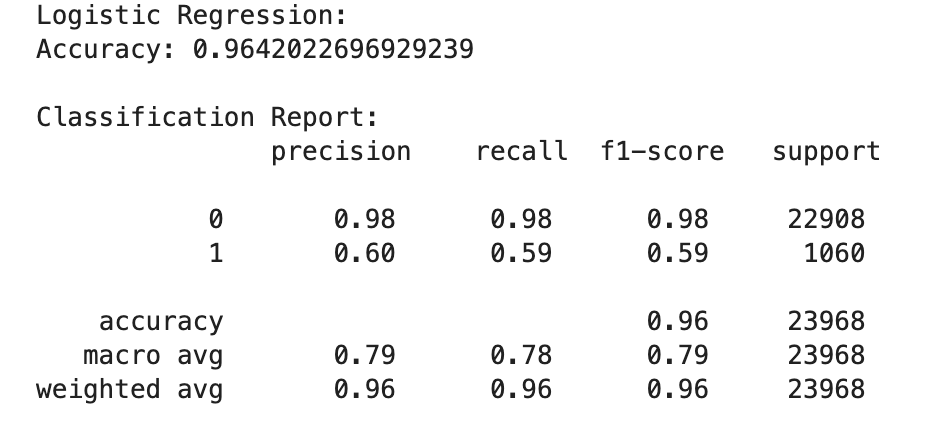 Logistic Regression:
Accuracy: 0.9642022696929239
Classification Report:
precision recall f1-score support
0 0.98 0.98 0.98 22908
1 0.60 0.59 0.59 1060
accuracy 0.96 23968
macro avg 0.79 0.78 0.79 23968
weighted avg 0.96 0.96 0.96 23968